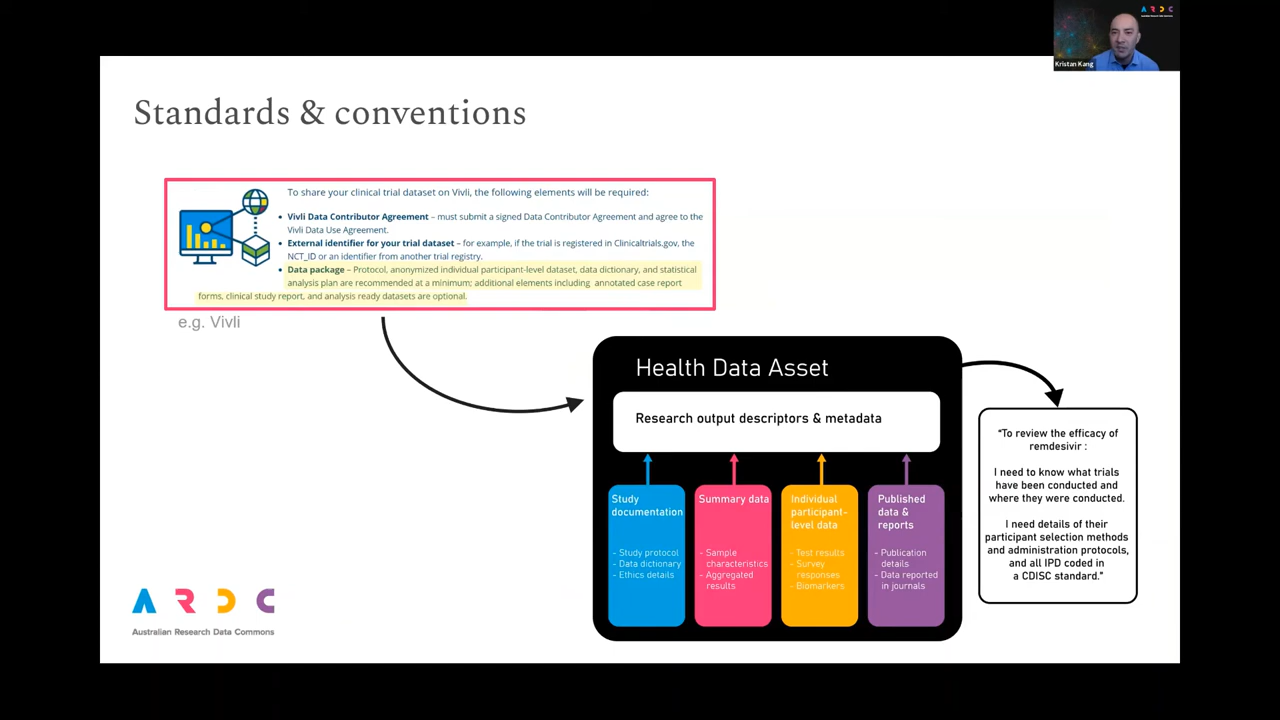 A R D C
Kristan Kang
Standards & conventions
To share your clinical trial dataset on Vivli, the following elements will be required:
• Vivli Data Contributor Agreement – must submit a signed Data Contributor Agreement and agree to the
Vivli Data Use Agreement.
• External identifier for your trial dataset – for example, if the trial is registered in Clinicaltrials.gov, the
NCT_ID or an identifier from another trial registry.
• Data package – Protocol, anonymized individual participant-level dataset, data dictionary, and statistical
analysis plan are recommended at a minimum; additional elements including annotated case report
forms, clinical study report, and analysis ready datasets are optional.
e.g. Vivli
Health Data Asset
Research output descriptors & metadata
Study
documentation
- Study protocol
- Data dictionary
- Ethics details
Summary data
- Sample
characteristics
- Aggregated
results
Individual
participant-
level data
- Test results
- Survey
responses
- Biomarkers
Published
data &
reports
- Publication
details
- Data reported
in journals
"To review the efficacy of
remdesivir :
I need to know what trials
have been conducted and
where they were conducted.
I need details of their
participant selection methods
and administration protocols,
and all IPD coded in
a CDISC standard."
A R D C
Australian Research Data Commons